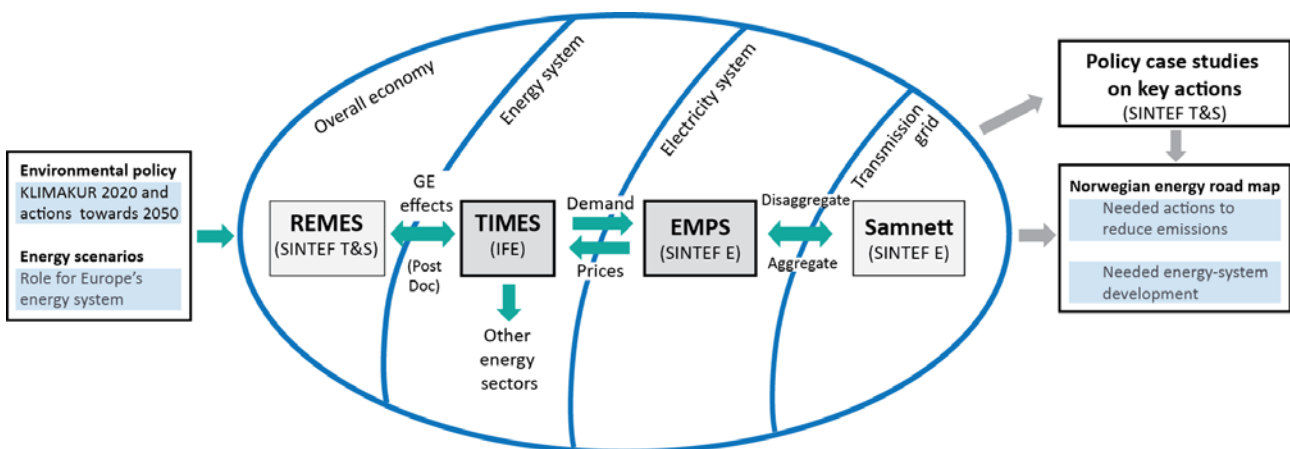 Environmental policy
KLIMAKUR 2020 and
actions towards 2050
Energy scenarios
Role for Europe's
energy system
Overall economy
Energy system
Electricity system
Transmission
grid
REMES
(SINTEF T&S)
GE
effects
(Post
Doc)
TIMES
(IFE)
Other
energy
sectors
Demand
Prices
EMPS
(SINTEF E)
Disaggregate
Aggregate
Samnett
(SINTEF E)
Policy case studies
on key actions
(SINTEF T&S)
Norwegian energy road map
Needed actions to
reduce emissions
Needed energy-system
development